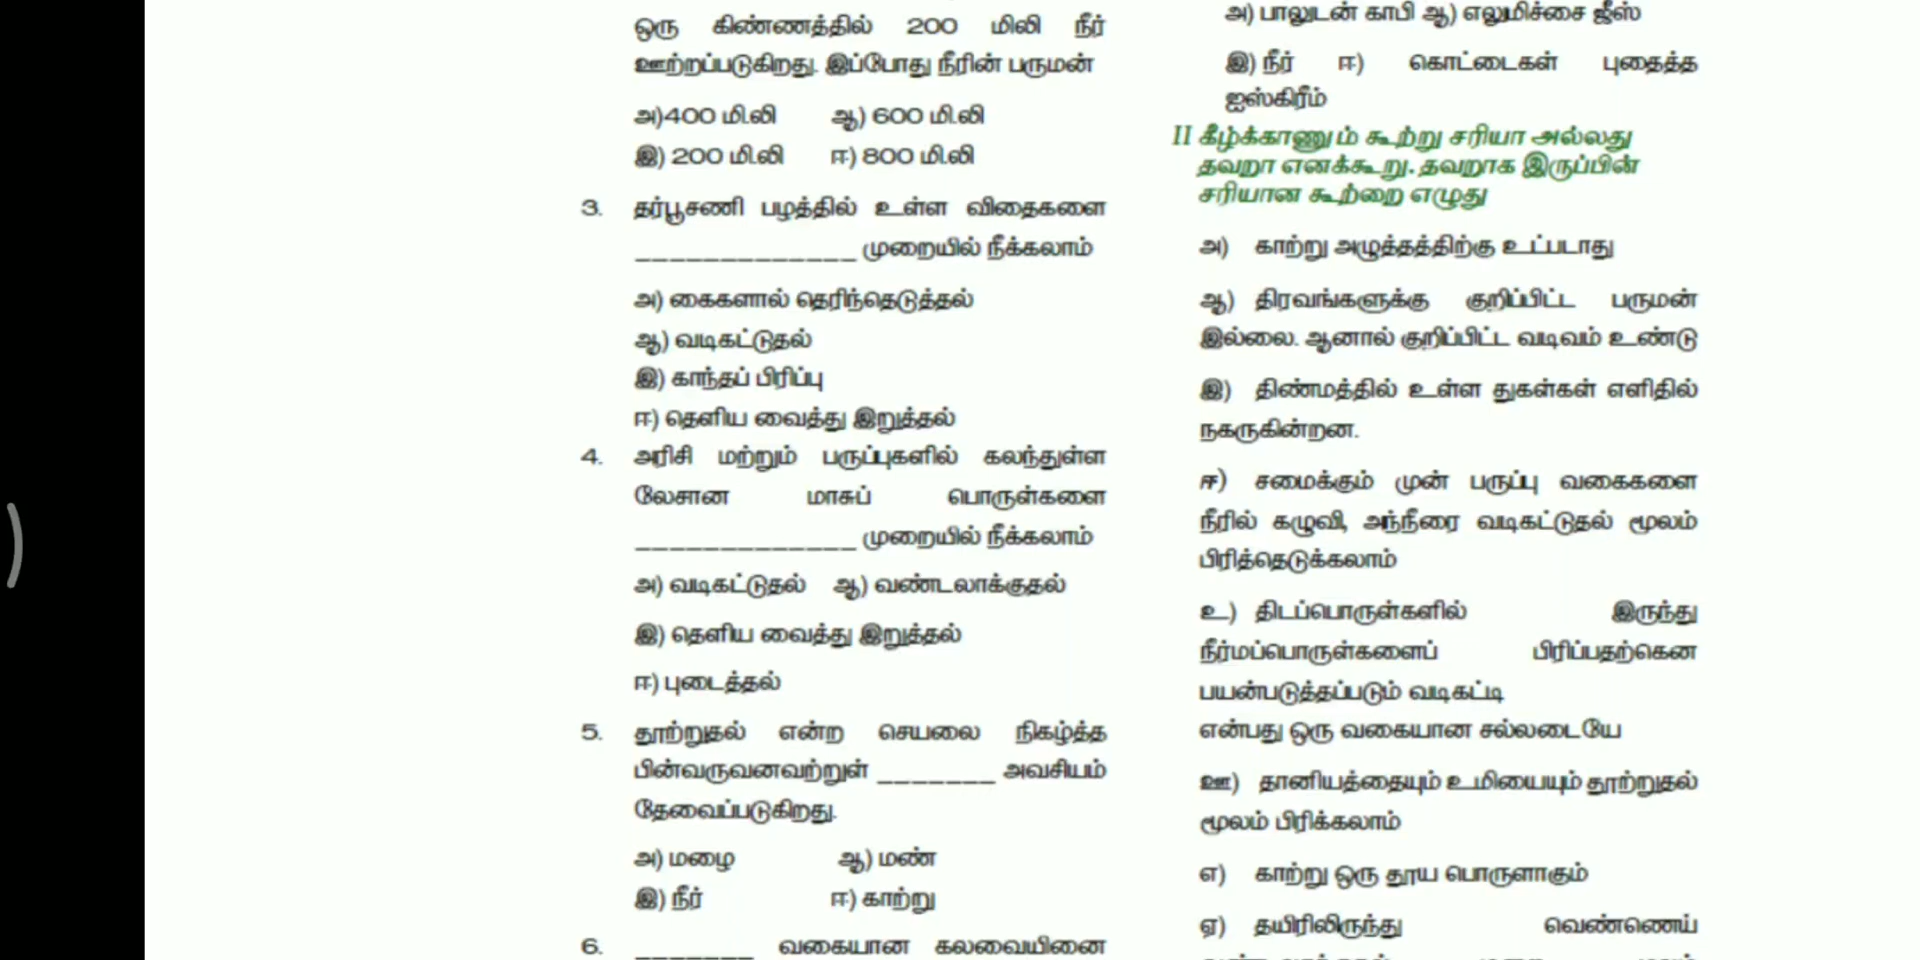 ஒரு கிண்ணத்தில் 200 மிலி நீர்
ஊற்றப்படுகிறது. இப்போது நீரின் பருமன்
அ)400 மி.லி ஆ) 600 மி.லி
இ) 200 மி.லி ஈ) 800 மி.லி
3. தர்பூசணி பழத்தில் உள்ள விதைகளை
_____________ முறையில் நீக்கலாம்
அ) கைகளால் தெரிந்தெடுத்தல்
ஆ) வடிகட்டுதல்
இ) காந்தப் பிரிப்பு
ஈ) தெளிய வைத்து இறுத்தல்
4. அரிசி மற்றும் பருப்புகளில் கலந்துள்ள
லேசான மாசுப் பொருள்களை
_____________ முறையில் நீக்கலாம்
அ) வடிகட்டுதல் ஆ) வண்டலாக்குதல்
இ) தெளிய வைத்து இறுத்தல்
ஈ) புடைத்தல்
5. தூற்றுதல் என்ற செயலை நிகழ்த்த
பின்வருவனவற்றுள் _______ அவசியம்
தேவைப்படுகிறது.
அ) மழை ஆ) மண்
இ) நீர் ஈ) காற்று
6. _______ வகையான கலவையினை
அ) பாலுடன் காபி ஆ) எலுமிச்சை ஜீஸ்
இ) நீர் ஈ) கொட்டைகள் புதைத்த
ஐஸ்கிரீம்
II கீழ்க்காணும் கூற்று சரியா அல்லது
தவறா எனக்கூறு. தவறாக இருப்பின்
சரியான கூற்றை எழுது
அ) காற்று அழுத்தத்திற்கு உட்படாது
ஆ) திரவங்களுக்கு குறிப்பிட்ட பருமன்
இல்லை. ஆனால் குறிப்பிட்ட வடிவம் உண்டு
இ) திண்மத்தில் உள்ள துகள்கள் எளிதில்
நகருகின்றன.
ஈ) சமைக்கும் முன் பருப்பு வகைகளை
நீரில் கழுவி, அந்நீரை வடிகட்டுதல் மூலம்
பிரித்தெடுக்கலாம்
உ) திடப்பொருள்களில் இருந்து
நீர்மப்பொருள்களைப் பிரிப்பதற்கென
பயன்படுத்தப்படும் வடிகட்டி
என்பது ஒரு வகையான சல்லடையே
ஊ) தானியத்தையும் உமியையும் தூற்றுதல்
மூலம் பிரிக்கலாம்
எ) காற்று ஒரு தூய பொருளாகும்
ஏ) தயிரிலிருந்து வெண்ணெய்